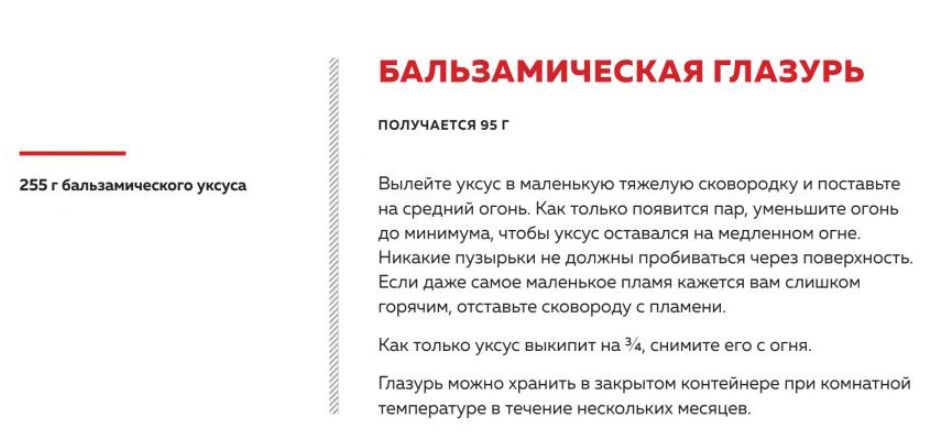 БАЛЬЗАМИЧЕСКАЯ ГЛАЗУРЬ
ПОЛУЧАЕТСЯ 95 Г
255 г бальзамического уксуса
Вылейте уксус в маленькую тяжелую сковородку и поставьте
на средний огонь. Как только появится пар, уменьшите огонь
до минимума, чтобы уксус оставался на медленном огне.
Никакие пузырьки не должны пробиваться через поверхность.
Если даже самое маленькое пламя кажется вам слишком
горячим, отставьте сковороду с пламени.
Как только уксус выкипит на ¾, снимите его с огня.
Глазурь можно хранить в закрытом контейнере при комнатной
температуре в течение нескольких месяцев.